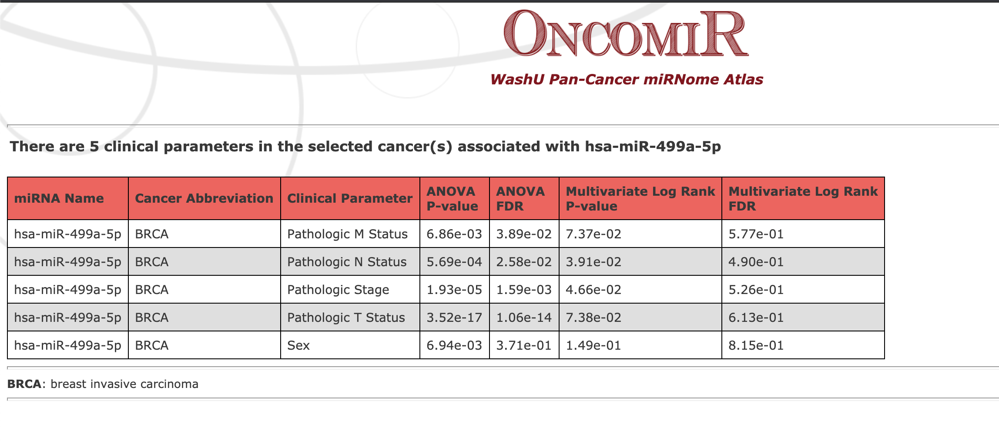 ONCOMIR
WashU Pan-Cancer miRNome Atlas
There are 5 clinical parameters in the selected cancer(s) associated with hsa-miR-499a-5p
miRNA Name Cancer Abbreviation Clinical Parameter ANOVA P-value ANOVA FDR Multivariate Log Rank P-value Multivariate Log Rank FDR
hsa-miR-499a-5p BRCA Pathologic M Status 6.86e-03 3.89e-02 7.37e-02 5.77e-01
hsa-miR-499a-5p BRCA Pathologic N Status 5.69e-04 2.58e-02 3.91e-02 4.90e-01
hsa-miR-499a-5p BRCA Pathologic Stage 1.93e-05 1.59e-03 4.66e-02 5.26e-01
hsa-miR-499a-5p BRCA Pathologic T Status 3.52e-17 1.06e-14 7.38e-02 6.13e-01
hsa-miR-499a-5p BRCA Sex 6.94e-03 3.71e-01 1.49e-01 8.15e-01
BRCA: breast invasive carcinoma